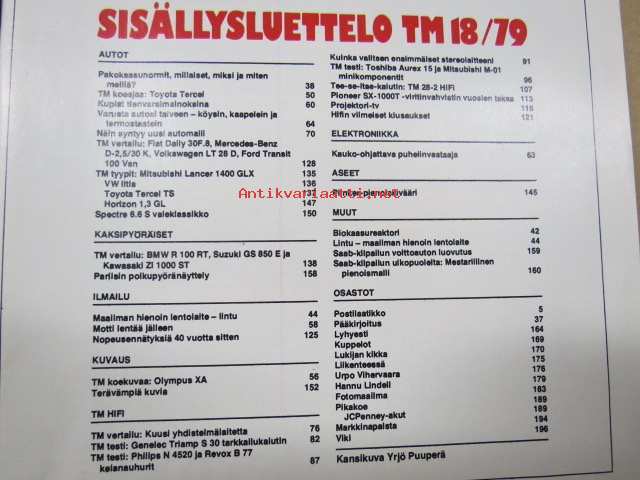 SISÄLLYSLUETTELO TM 18/79
AUTOT
Pakokaasunormit, millaiset, miksi ja miten
meillä? 38
TM koeajaa: Toyota Tercel 50
Kuplat tienvarsimainoksina 60
Varusta autosi talveen – köysin, kaapelein ja
termostaatein 64
Näin syntyy uusi automalli 70
TM vertailu: Fiat Daily 30F.8, Mercedes-Benz
D-2,5/30 K, Volkswagen LT 28 D, Ford Transit
100 Van 128
TM tyypit: Mitsubishi Lancer 1400 GLX 135
VW Iltis 136
Toyota Tercel TS 137
Horizon 1,3 GL 147
Spectre 6.6 S valeklassikko 150
KAKSIPYÖRÄISET
TM vertailu: BMW R 100 RT, Suzuki GS 850 E ja
Kawasaki ZI 1000 ST 138
Pariisin polkupyöränäyttely 158
ILMAILU
Maailman hienoin lentolaite – lintu 44
Motti lentää jälleen 58
Nopeusennätyksiä 40 vuotta sitten 125
KUVAUS
TM koekuvaa: Olympus XA 56
Terävämpiä kuvia 152
TM HIFI
TM vertailu: Kuusi yhdistelmälaitetta 76
TM testi: Genelec Triamp S 30 tarkkailukaiutin 82
TM testi: Philips N 4520 ja Revox B 77
kelanauhurit 87
Kuinka valitsen ensimmäiset stereolaitteeni 91
TM testi: Toshiba Aurex 15 ja Mitsubishi M-01
minikomponentit 96
Tee-se-itse-kaiutin: TM 28-2 HIFI 107
Pioneer SX-1000T -viritinvahvistin vuosien takaa 113
Projektori-tv 116
Hifin viimeiset kiusaukset 121
ELEKTRONIIKKA
Kauko-ohjattava puhelinvastaaja 63
ASEET
145
Antikvariaatti.net
MUUT
Biokaasureaktori 42
Lintu – maailman hienoin lentolaite 44
Saab-kilpailun voittoauton luovutus 159
Saab-kilpailun ulkopuolelta: Mestarillinen
pienoismalli 160
OSASTOT
Postilaatikko 5
Pääkirjoitus 37
Lyhyesti 164
Kuppelot 169
Lukijan kikka 170
Liikenteessä 175
Urpo Vihervaara 176
Hannu Lindell 179
Fotomaailma 183
Pikakoe 189
JCPenney-akut 189
Markkinapalsta 194
Viki 196
Kansikuva Yrjö Puuperä